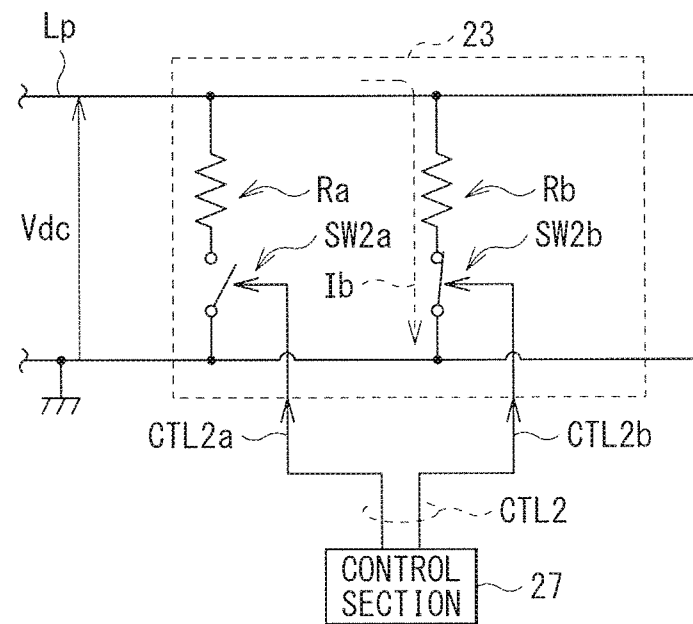 Lp
23
Ra
Rb
Vdc
SW2a
SW2b
Ib
CTL2a
CTL2b
CTL2
CONTROL
SECTION
27